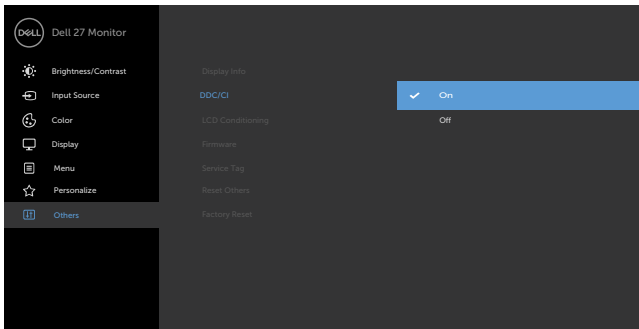 DELL Dell 27 Monitor
Brightness/Contrast
Display Info
Input Source
DDC/CI
On
Color
LCD Conditioning
Off
Display
Firmware
Menu
Service Tag
Personalize
Reset Others
Others
Factory Reset